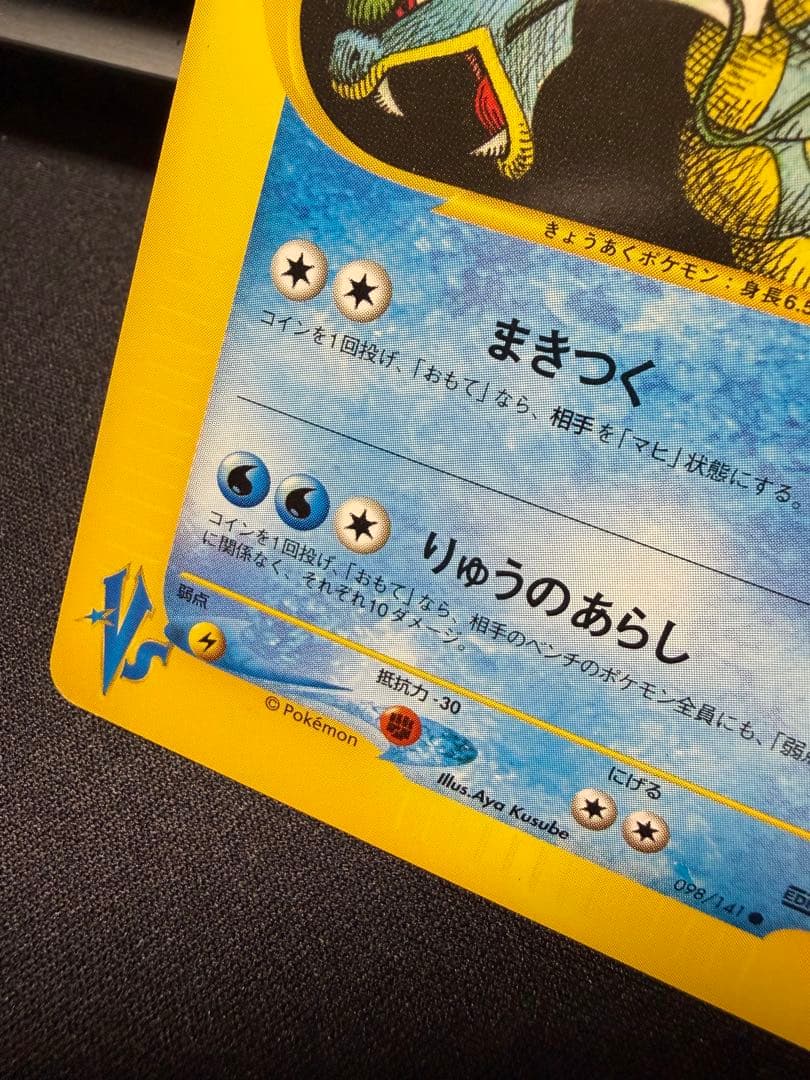 きょうあくポケモン：身長6.5
まきつく
コインを1回投げ、「おもて」なら、相手を「マヒ」状態にする。
りゅうのあらし
コインを1回投げ、「おもて」なら、相手のベンチのポケモン全員にも、「弱点
に関係なく、それぞれ10ダメージ。
弱点
抵抗力 -30
にげる
VS
© Pokémon
Illus.Aya Kusube
098/141 ●